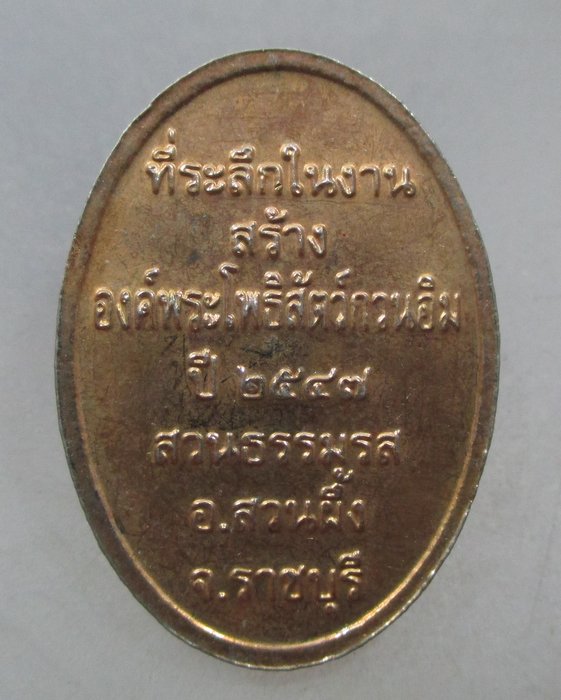 ที่ระลึกในงาน
สร้าง
องค์พระโพธิสัตว์กวนอิม
ปี ๒๕๔๗
สวนธรรมรส
อ.สวนผึ้ง
จ.ราชบุรี